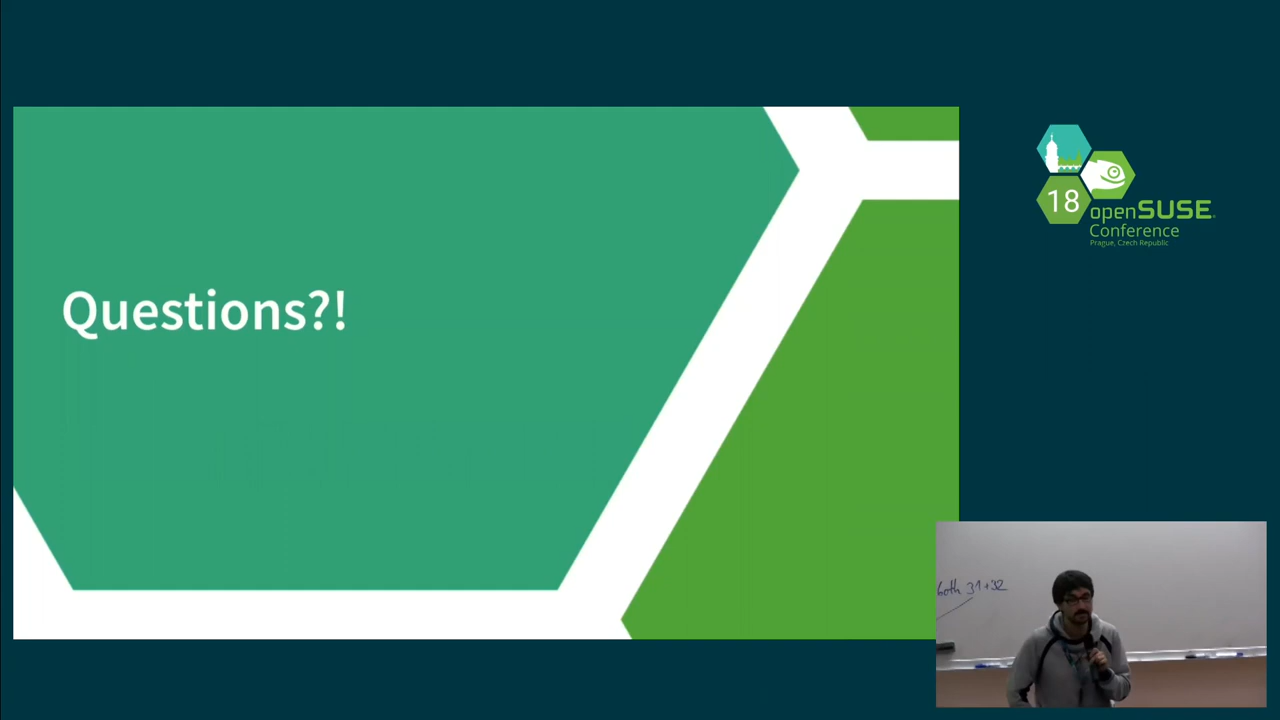 Questions?!
18
openSUSE
Conference
Prague, Czech Republic
both 31+32